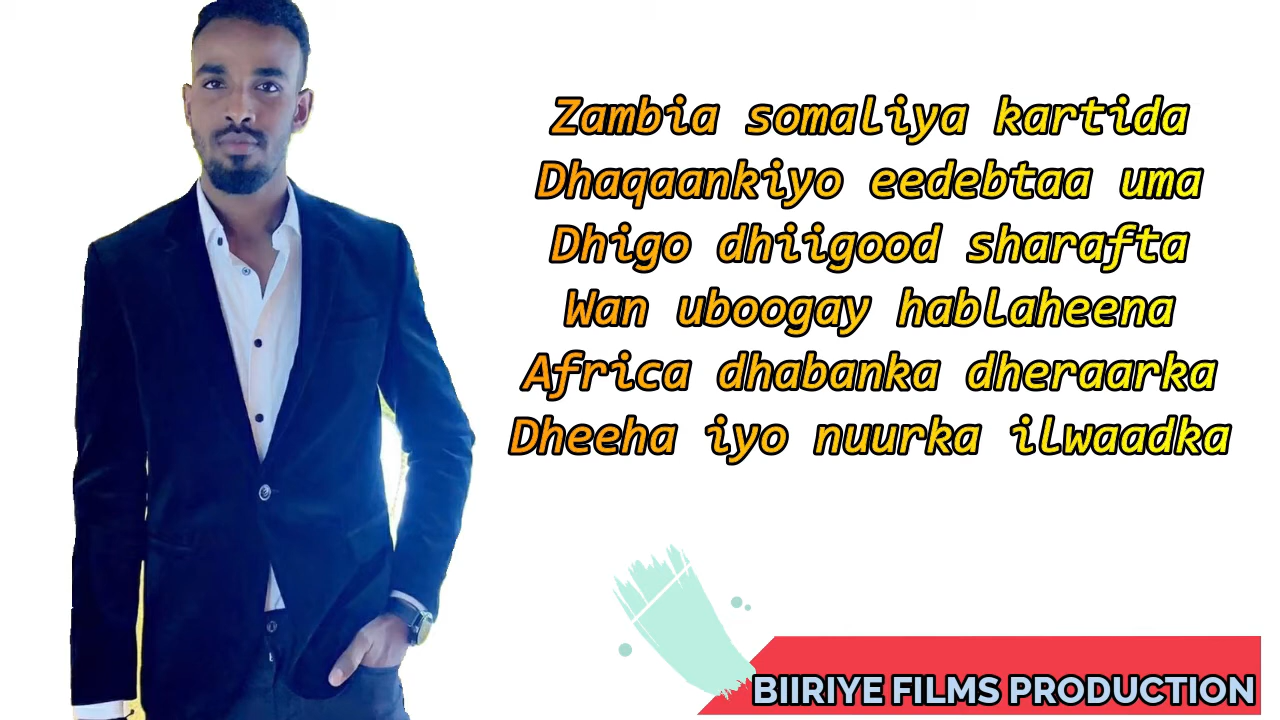 Zambia somaliya kartida
Dhaqaankiyo eedebtaa uma
Dhigo dhiigood sharafta
Wan uboogay hablaheena
Africa dhabanka dheraarka
Dheeha iyo nuurka ilwaadka
BIIRIYE FILMS PRODUCTION